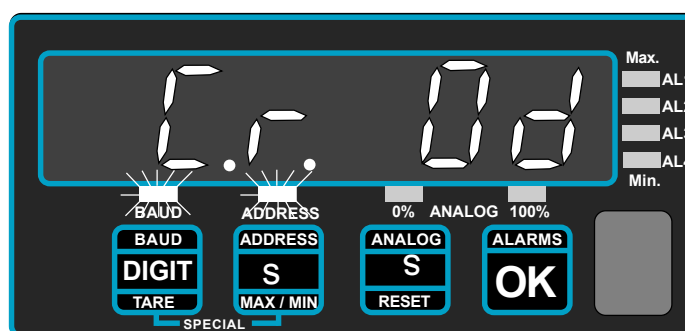 Max.
C.r. 0d
AL1
AL2
AL3
AL4
Min.
BAUD ADDRESS 0% ANALOG 100%
BAUD ADDRESS ANALOG ALARMS
DIGIT S S OK
TARE MAX / MIN RESET
SPECIAL